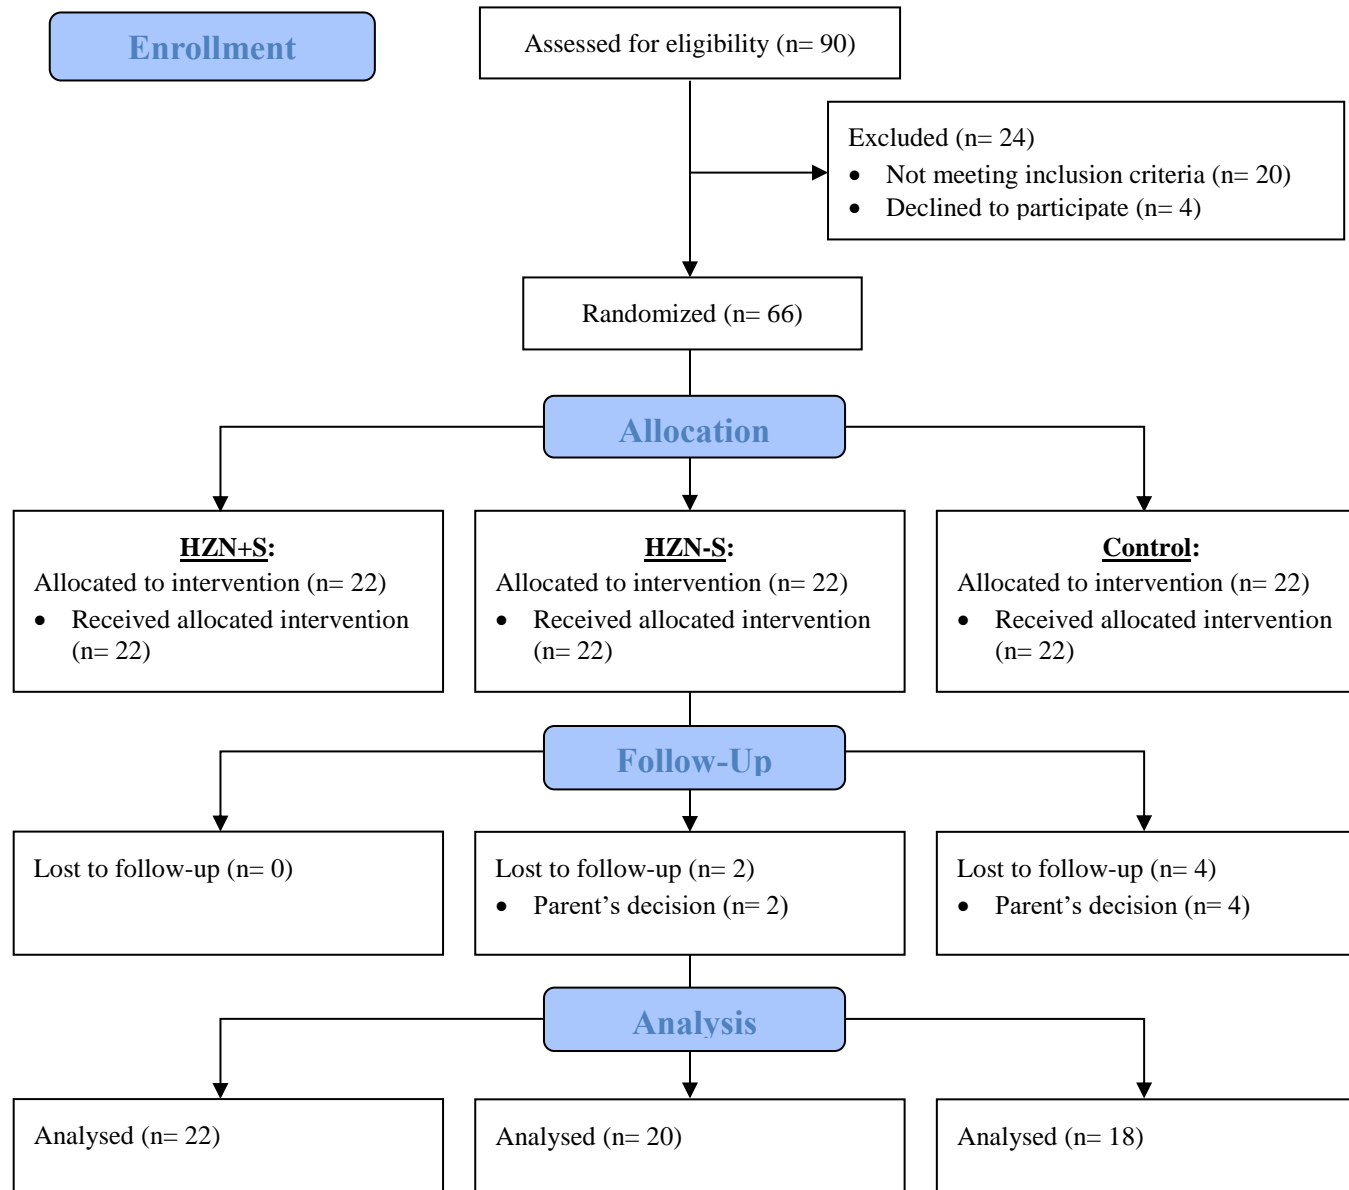 Enrollment
Assessed for eligibility (n= 90)
Excluded (n= 24)
• Not meeting inclusion criteria (n= 20)
• Declined to participate (n= 4)
Randomized (n= 66)
Allocation
HZN+S:
Allocated to intervention (n= 22)
• Received allocated intervention
(n= 22)
HZN-S:
Allocated to intervention (n= 22)
• Received allocated intervention
(n= 22)
Control:
Allocated to intervention (n= 22)
• Received allocated intervention
(n= 22)
Follow-Up
Lost to follow-up (n= 0)
Lost to follow-up (n= 2)
• Parent’s decision (n= 2)
Lost to follow-up (n= 4)
• Parent’s decision (n= 4)
Analysis
Analysed (n= 22)
Analysed (n= 20)
Analysed (n= 18)